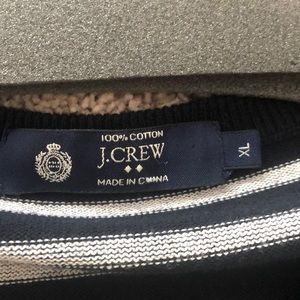 100% COTTON
J.CREW
MADE IN CHINA
XL